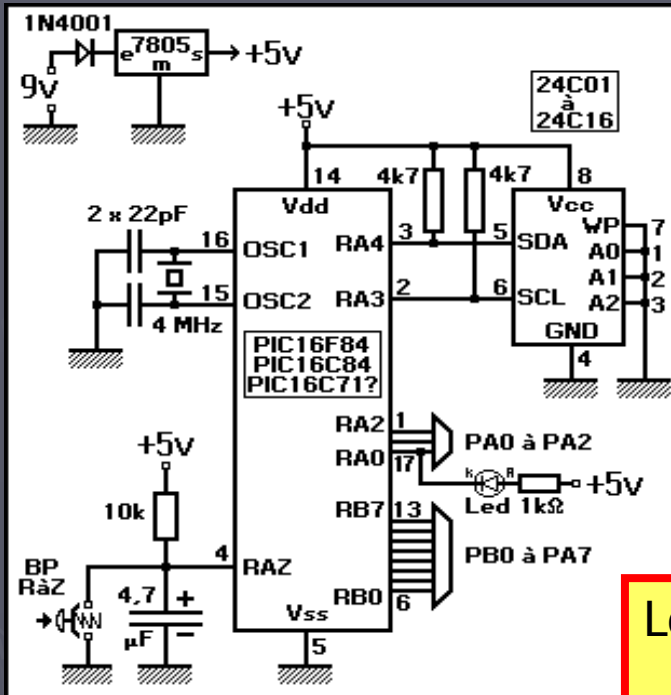 1N4001
e 7805 s
m
+5v
9v
+5v
24C01
à
24C16
14
4k7
4k7
8
Vdd
Vcc
2 x 22pF
WP 7
16 OSC1
RA4 3
5 SDA
A0 1
A1 2
15 OSC2
RA3 2
6 SCL
A2 3
4 MHz
GND
4
PIC16F84
PIC16C84
PIC16C71?
RA2 1
PA0 à PA2
RA0 17
+5v
K A
+5v
Led 1kΩ
10k
RB7 13
PB0 à PA7
4 RAZ
BP
RàZ
4,7
+
µF
−
RB0 6
Vss
5